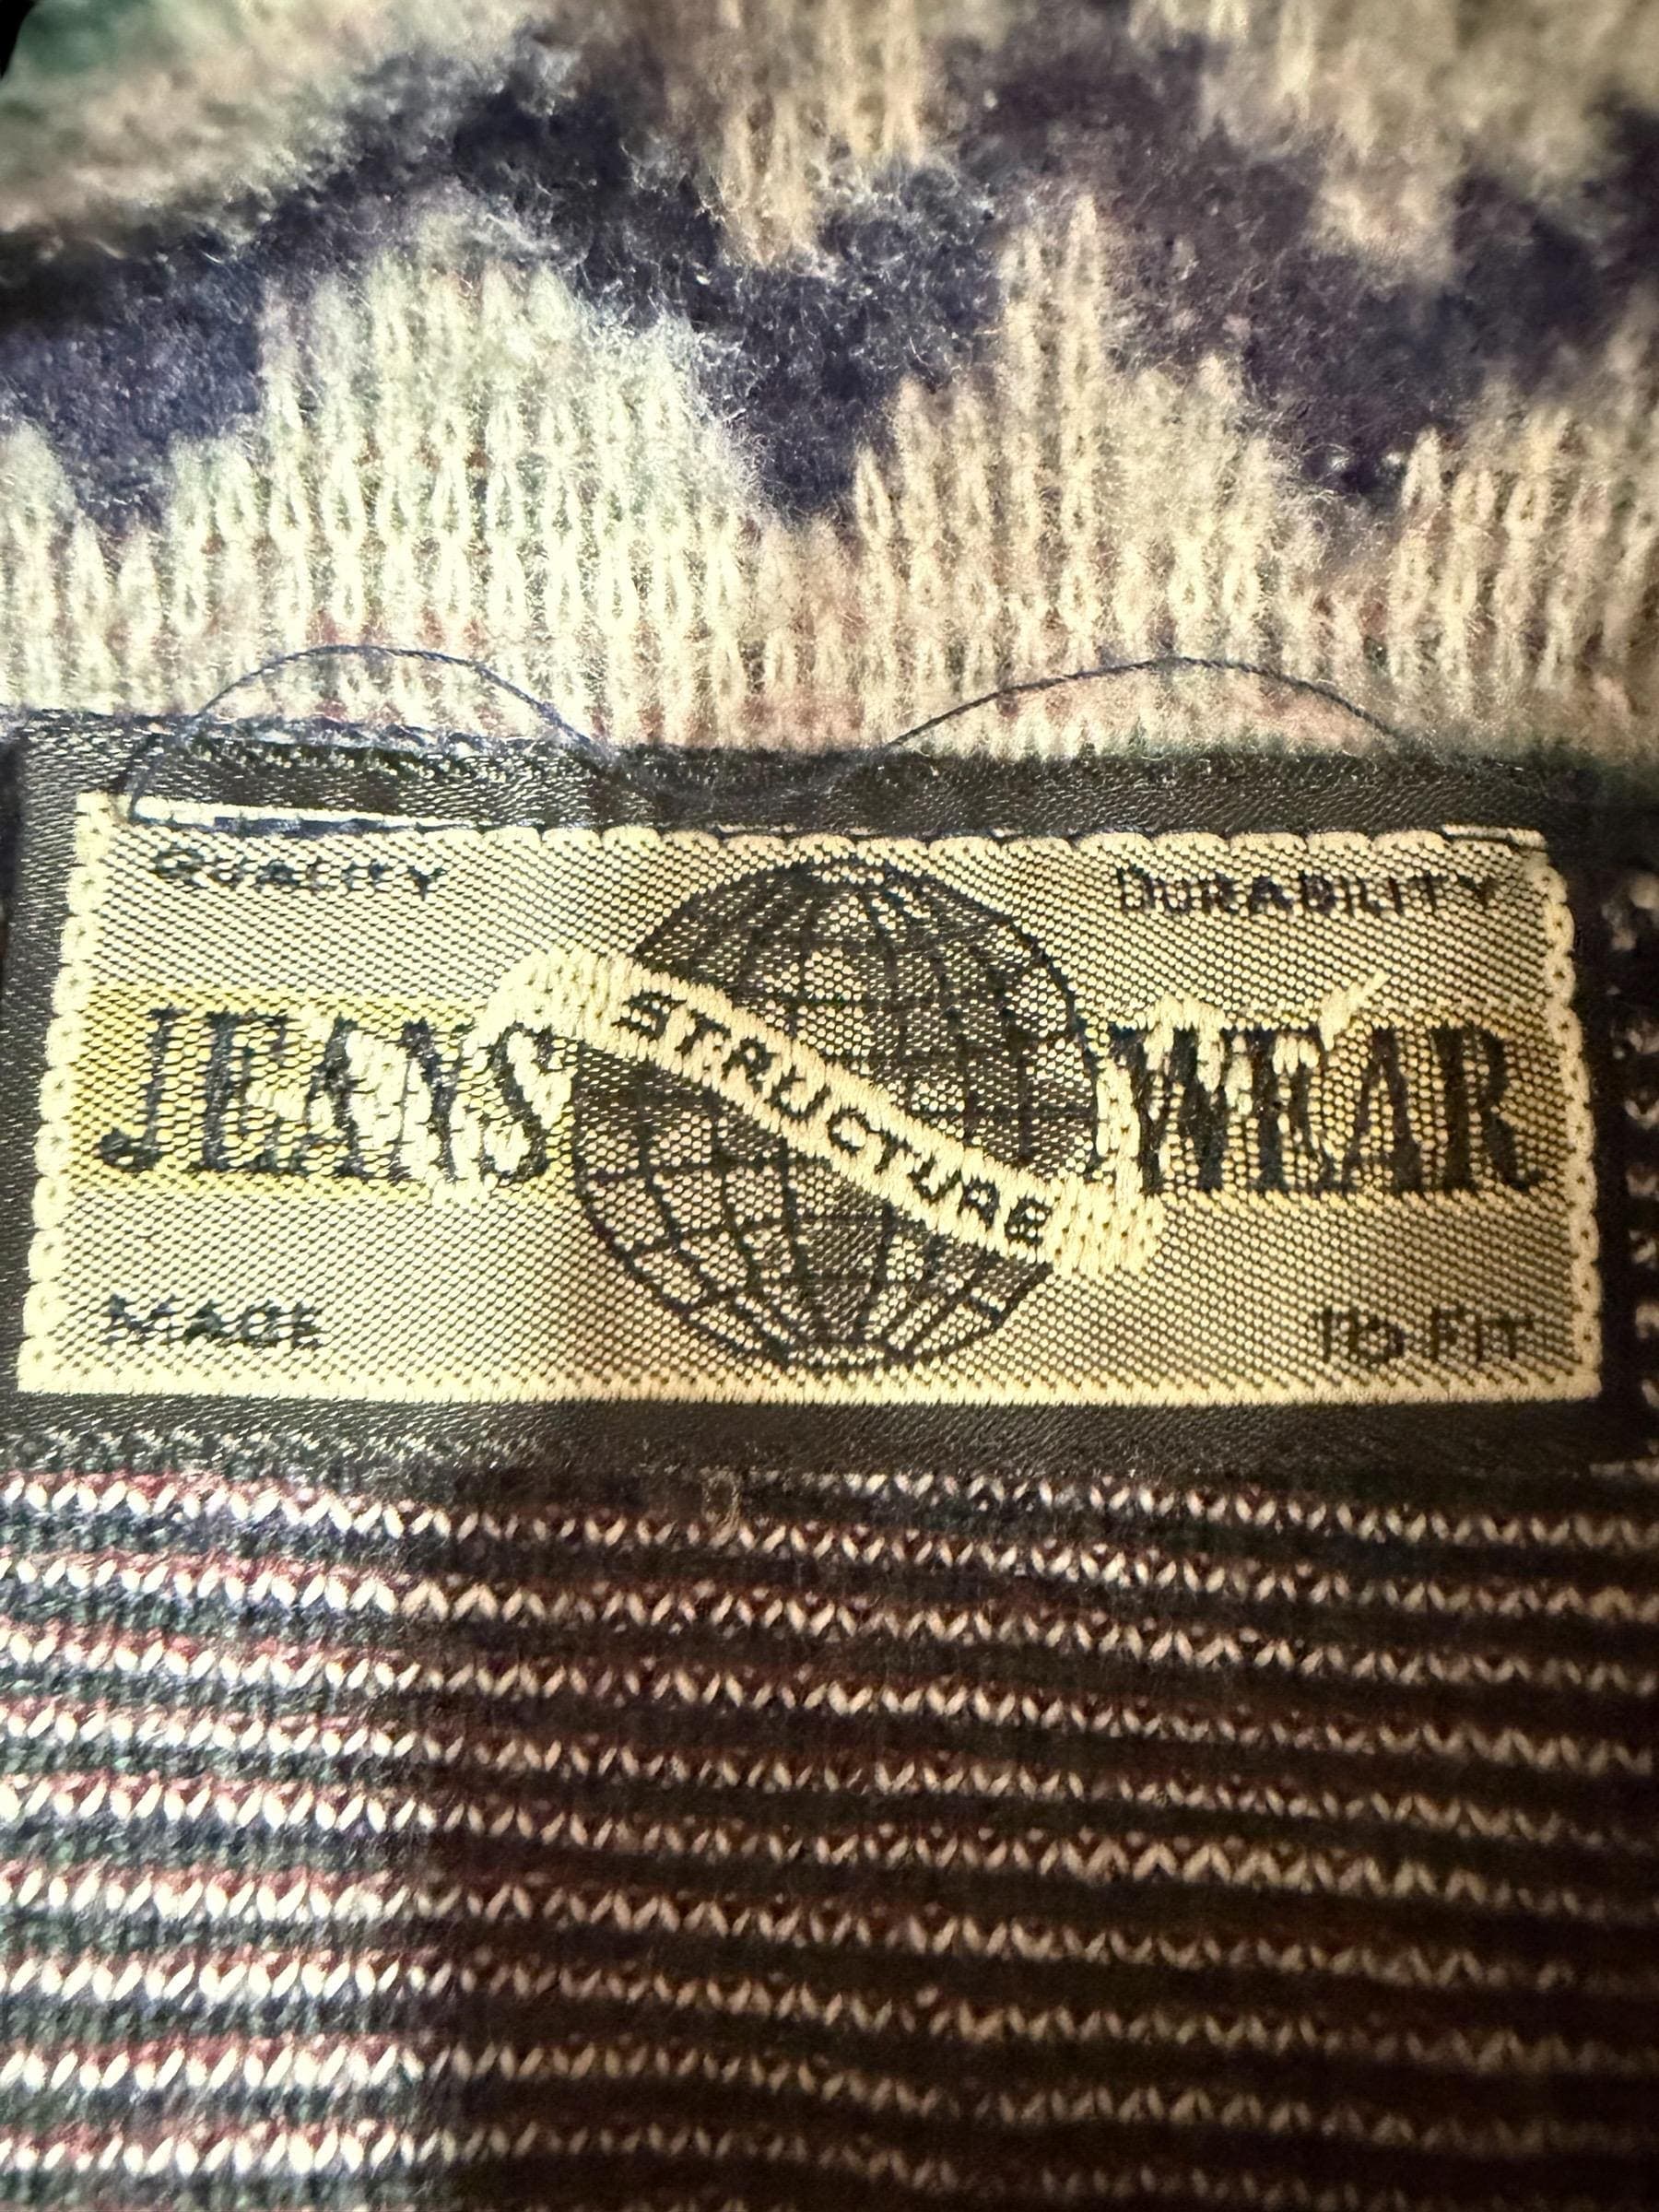 QUALITY DURABILITY
JEANS STRUCTURE WEAR
MADE To FIT